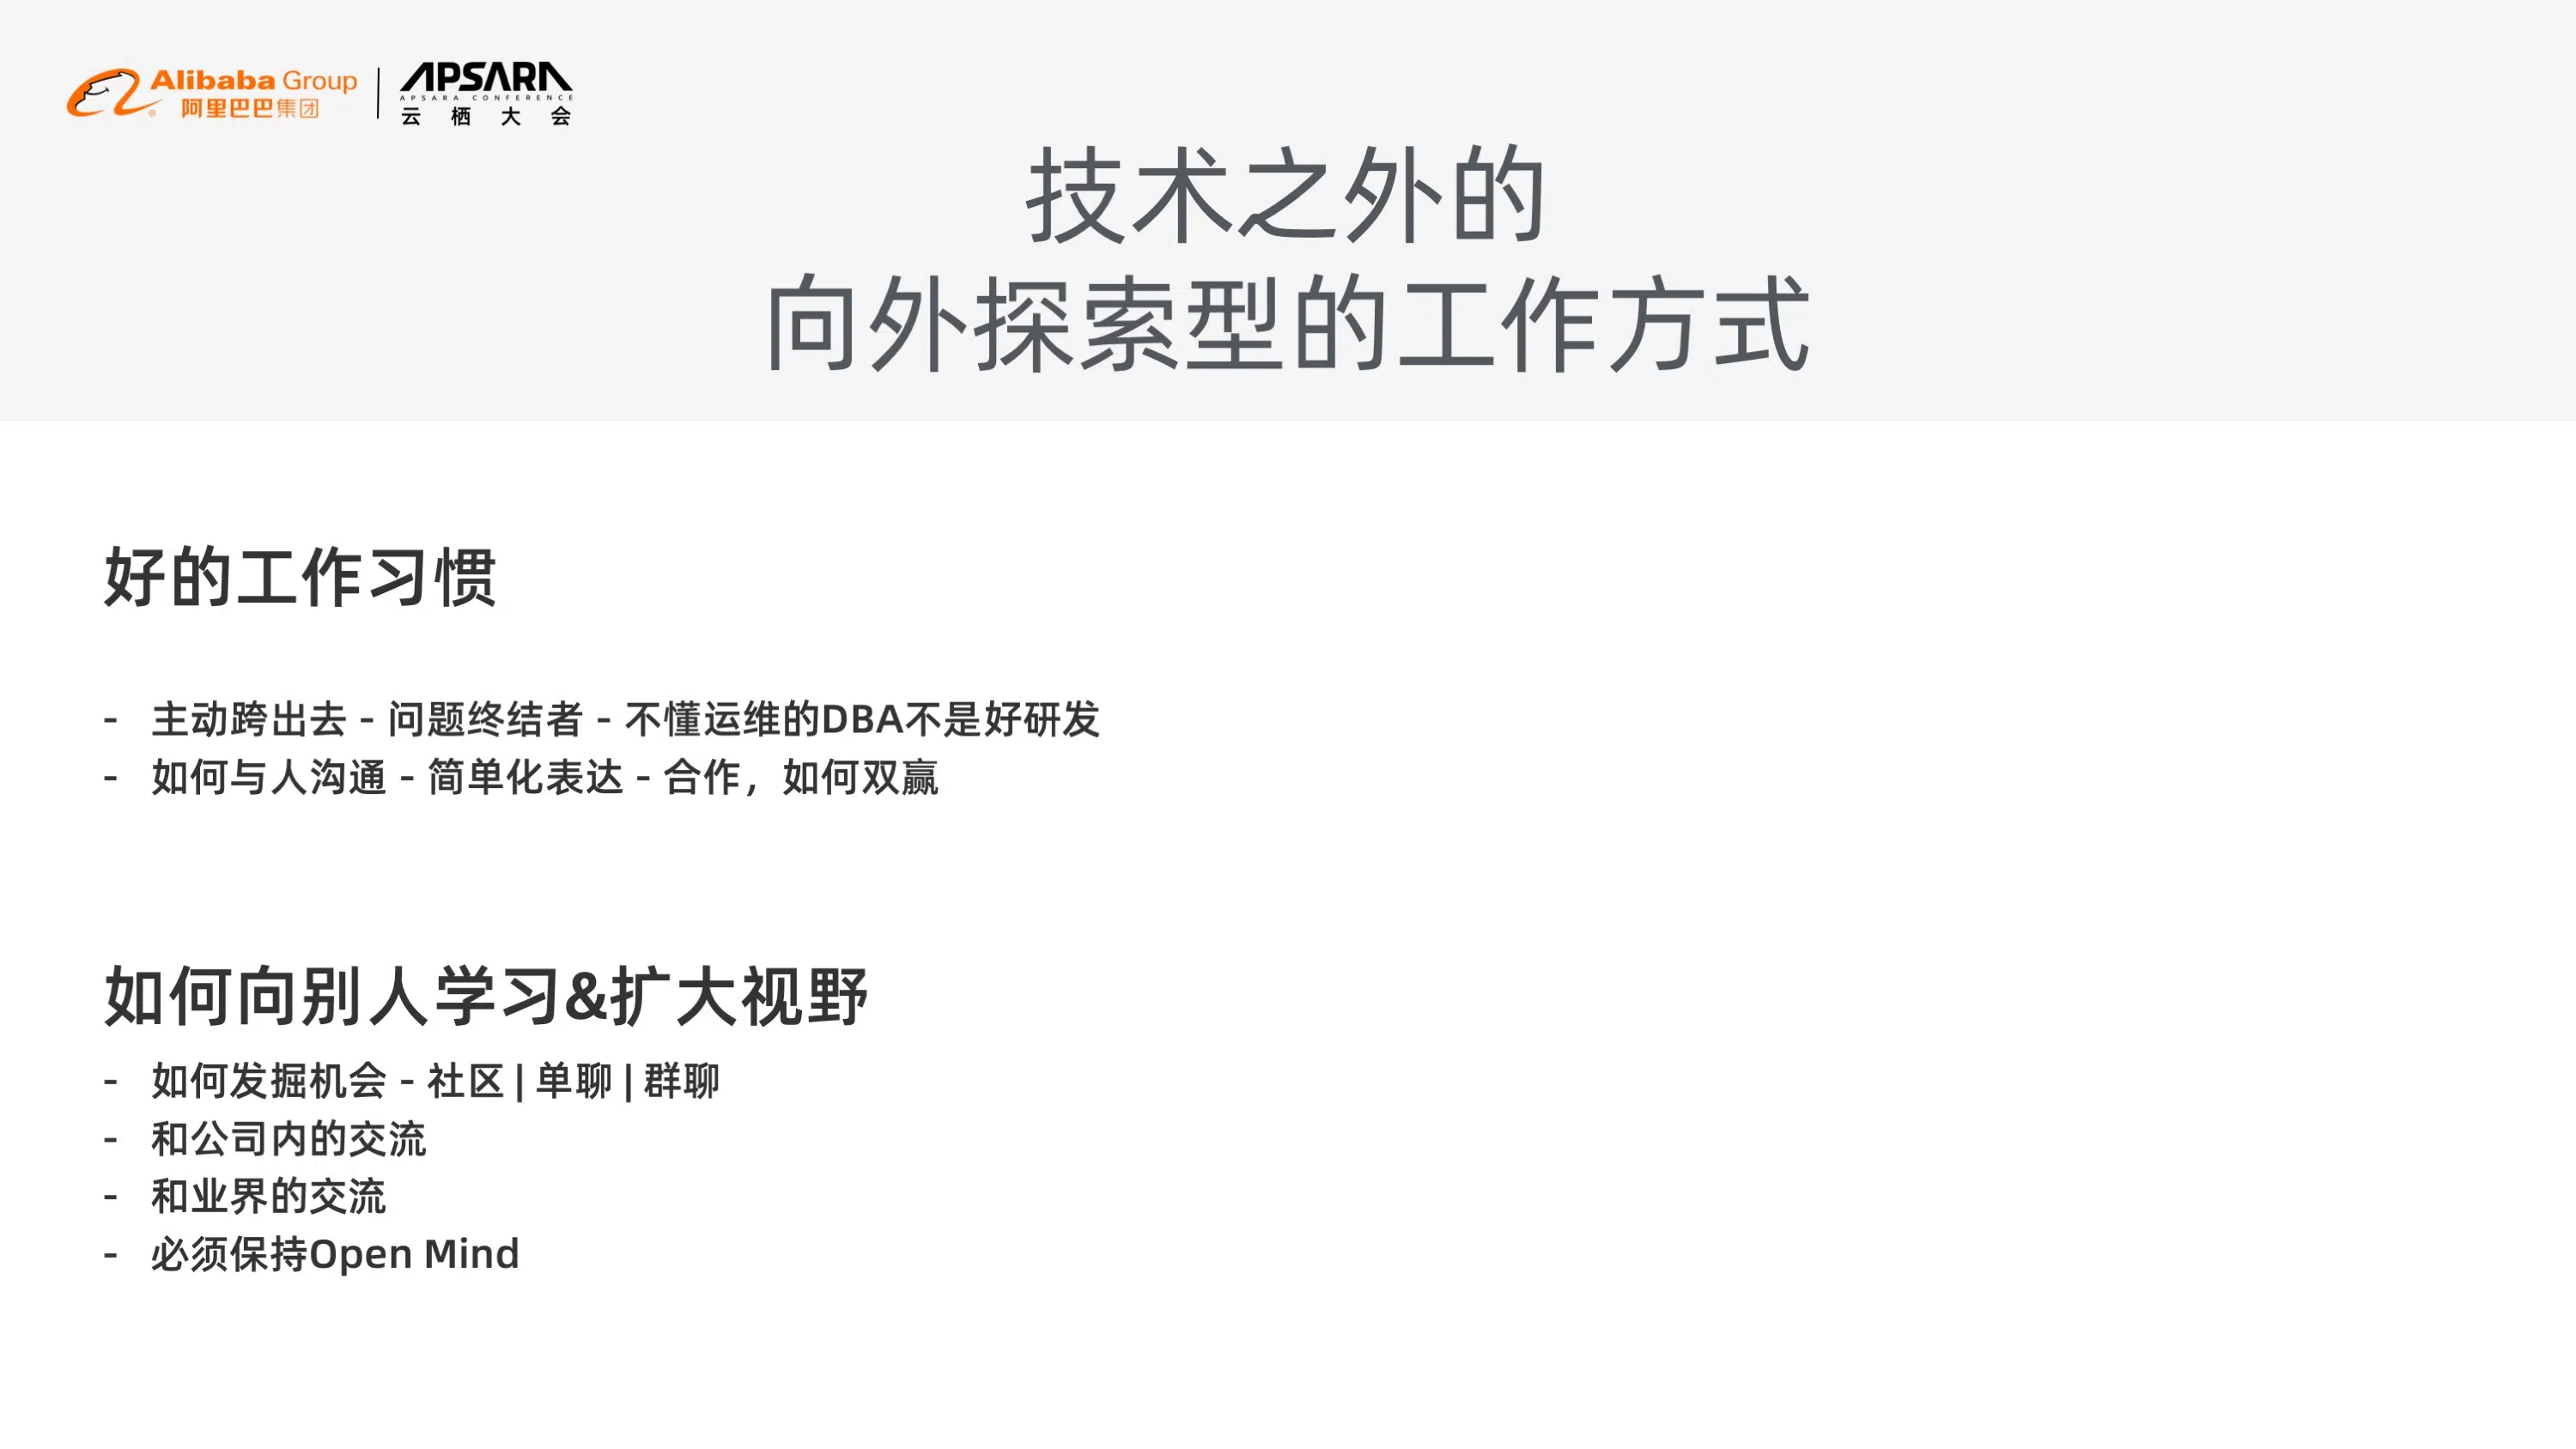 Alibaba Group
阿里巴巴集团
APSARA
APSARA CONFERENCE
云栖大会
技术之外的
向外探索型的工作方式
好的工作习惯
- 主动跨出去 - 问题终结者 - 不懂运维的DBA不是好研发
- 如何与人沟通 - 简单化表达 - 合作，如何双赢
如何向别人学习&扩大视野
- 如何发掘机会 - 社区 | 单聊 | 群聊
- 和公司内的交流
- 和业界的交流
- 必须保持Open Mind